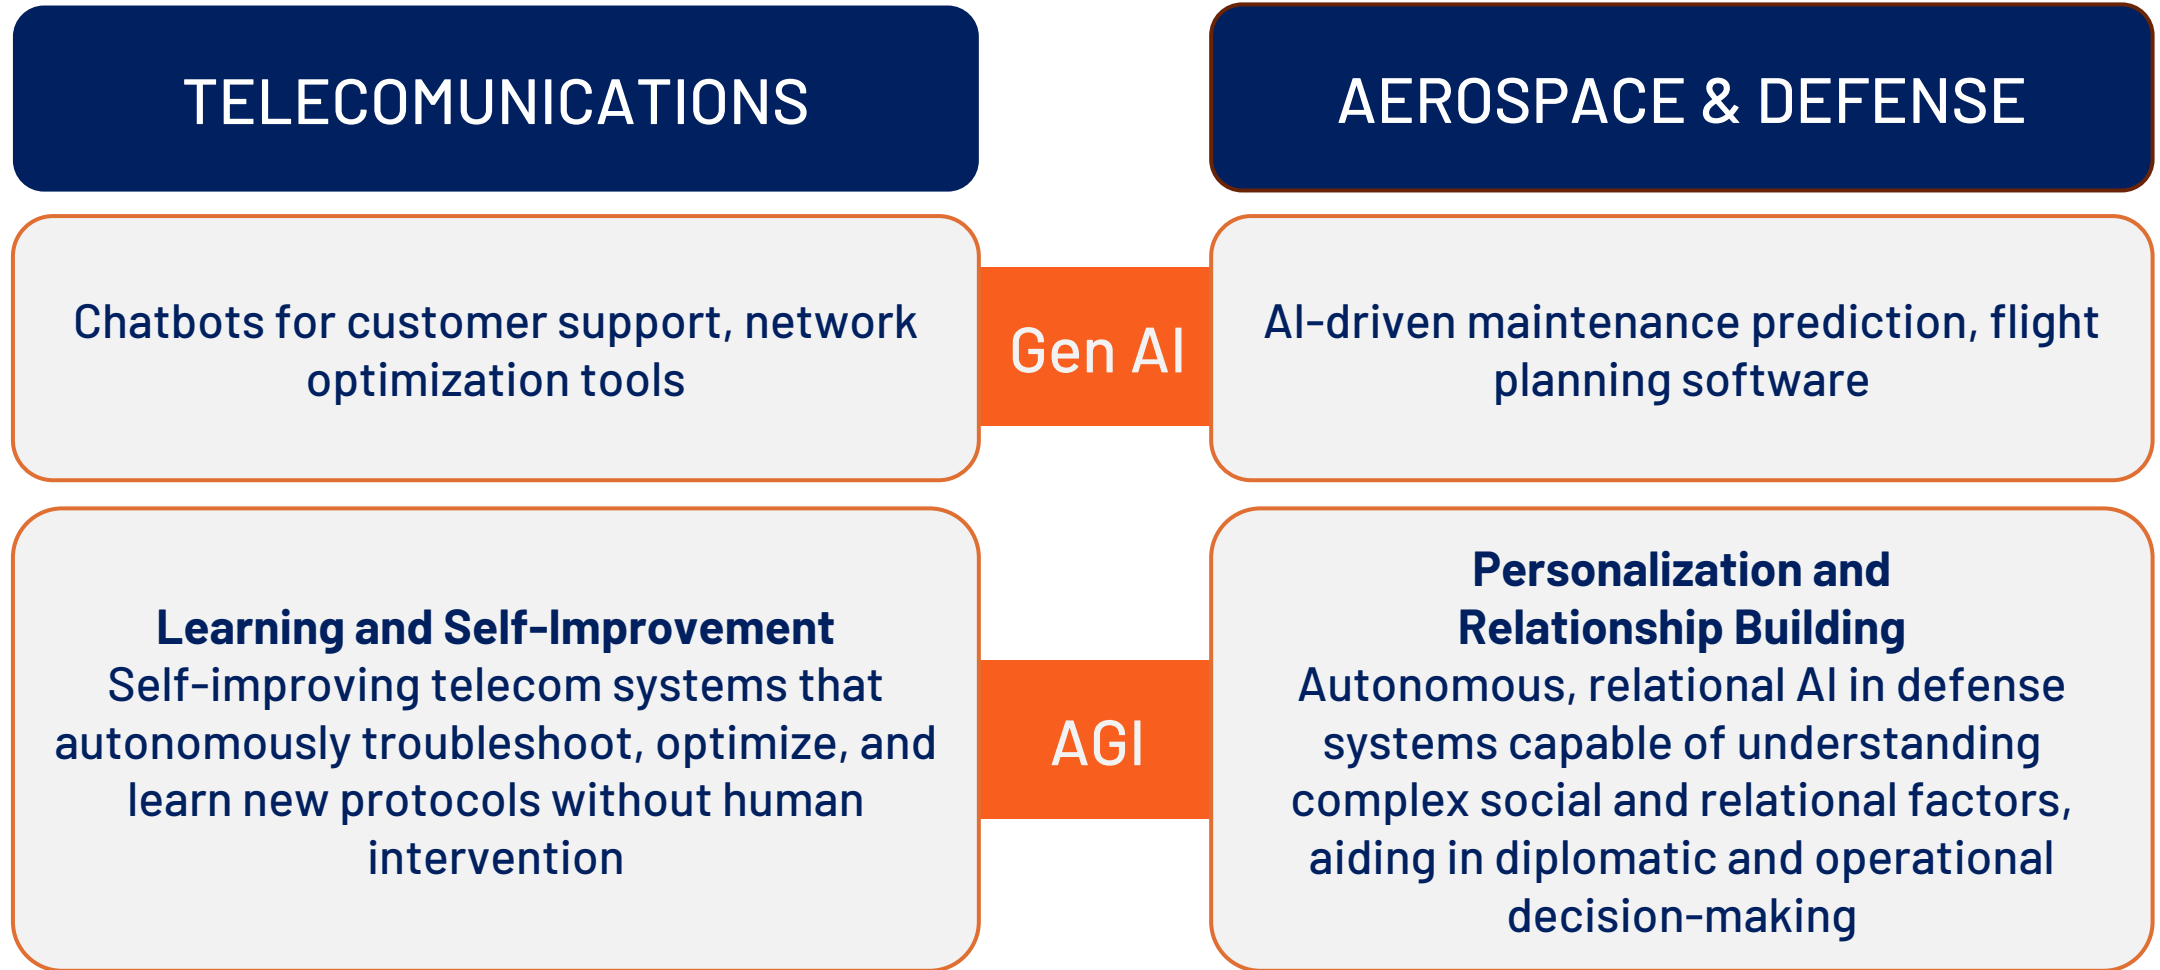 TELECOMUNICATIONS
AEROSPACE & DEFENSE
Chatbots for customer support, network
optimization tools
Gen AI
AI-driven maintenance prediction, flight
planning software
Learning and Self-Improvement
Self-improving telecom systems that
autonomously troubleshoot, optimize, and
learn new protocols without human
intervention
AGI
Personalization and
Relationship Building
Autonomous, relational AI in defense
systems capable of understanding
complex social and relational factors,
aiding in diplomatic and operational
decision-making